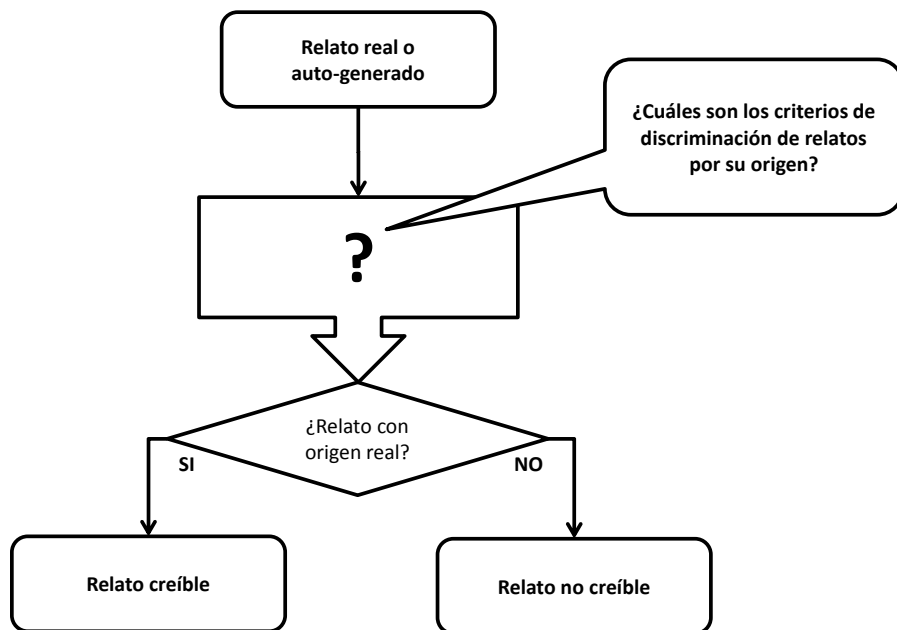 Relato real o
auto-generado
¿Cuáles son los criterios de
discriminación de relatos
por su origen?
?
¿Relato con
origen real?
SI
NO
Relato creíble
Relato no creíble